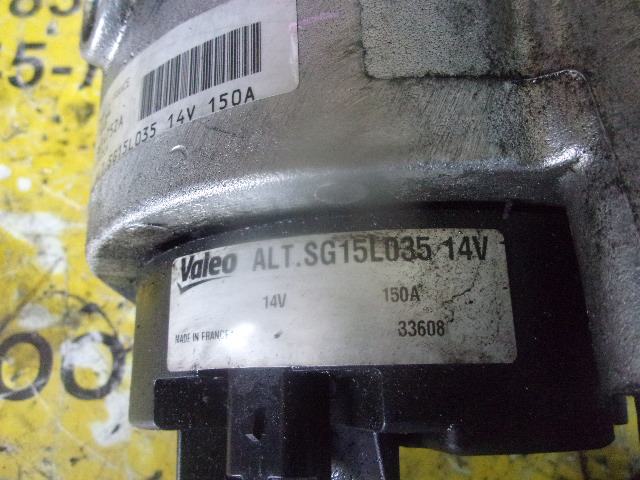 SG15L035 14V 150A
Valeo ALT.SG15L035 14V
14V 150A
MADE IN FRANCE
33608